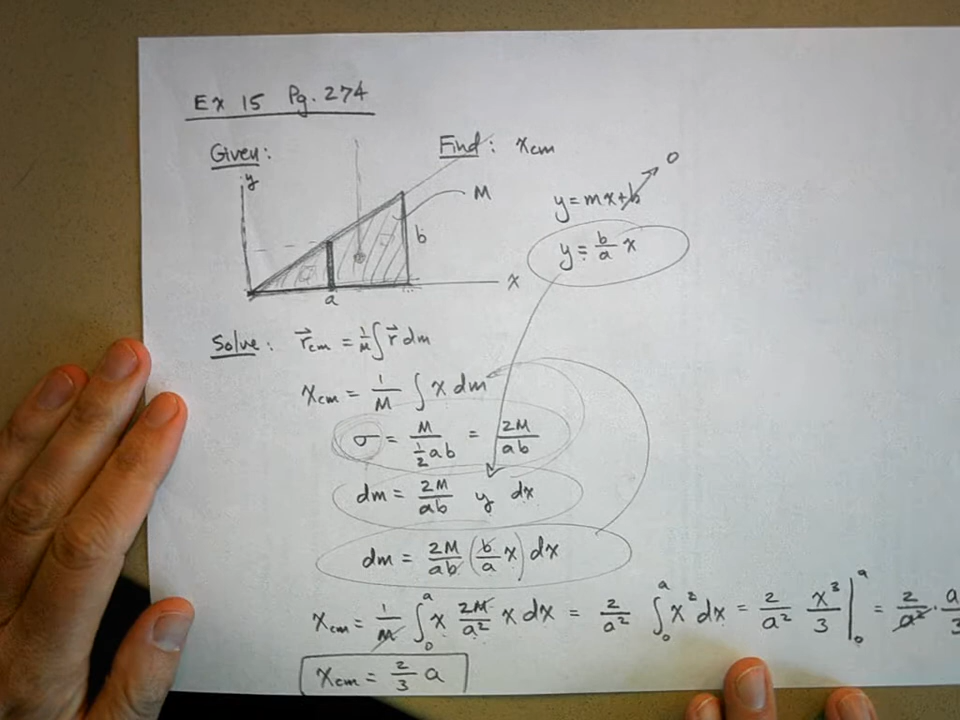 Ex 15 Pg. 274
Given:
Find: xcm
y
M
b
a
x
y = mx + b 0
y = b/a x
Solve: r⃗cm = 1/M ∫ r⃗ dm
xcm = 1/M ∫ x dm
σ = M/(½ab) = 2M/ab
dm = 2M/ab y dx
dm = 2M/ab (b/a x) dx
xcm = 1/M ∫₀ᵃ x 2M/a² x dx = 2/a² ∫₀ᵃ x² dx = 2/a² x³/3 |₀ᵃ = 2/a² · a/3
xcm = 2/3 a